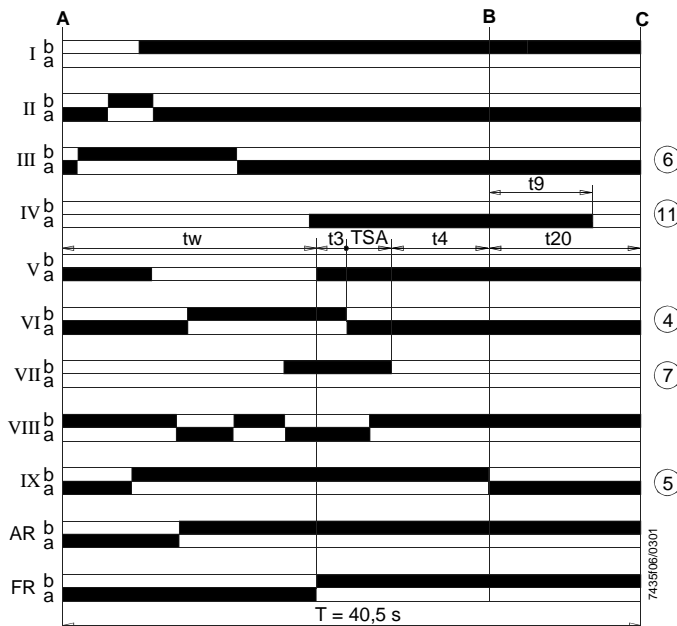 A B C
I b
a
II b
a
III b
a
6
t9
IV b
a
11
tw t3 TSA t4 t20
V b
a
VI b
a
4
VII b
a
7
VIII b
a
IX b
a
5
AR b
a
FR b
a
T = 40,5 s
7435f06/0301